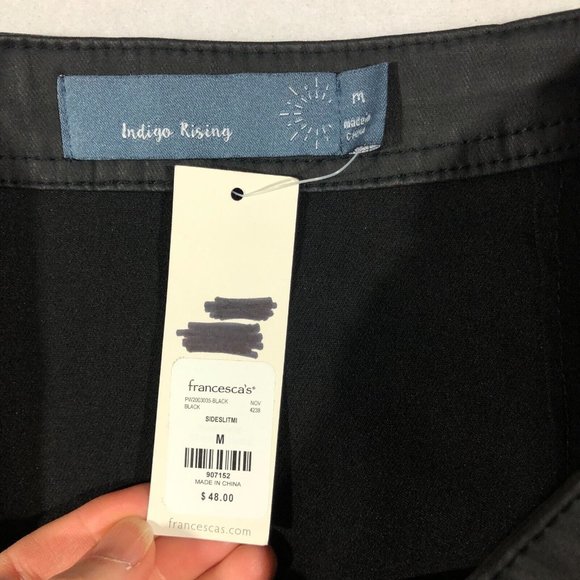 Indigo Rising
m
made in
China
francesca's®
PW2003035-BLACK NOV
BLACK 4238
SIDESLITMI
M
907152
MADE IN CHINA
$ 48.00
francescas.com